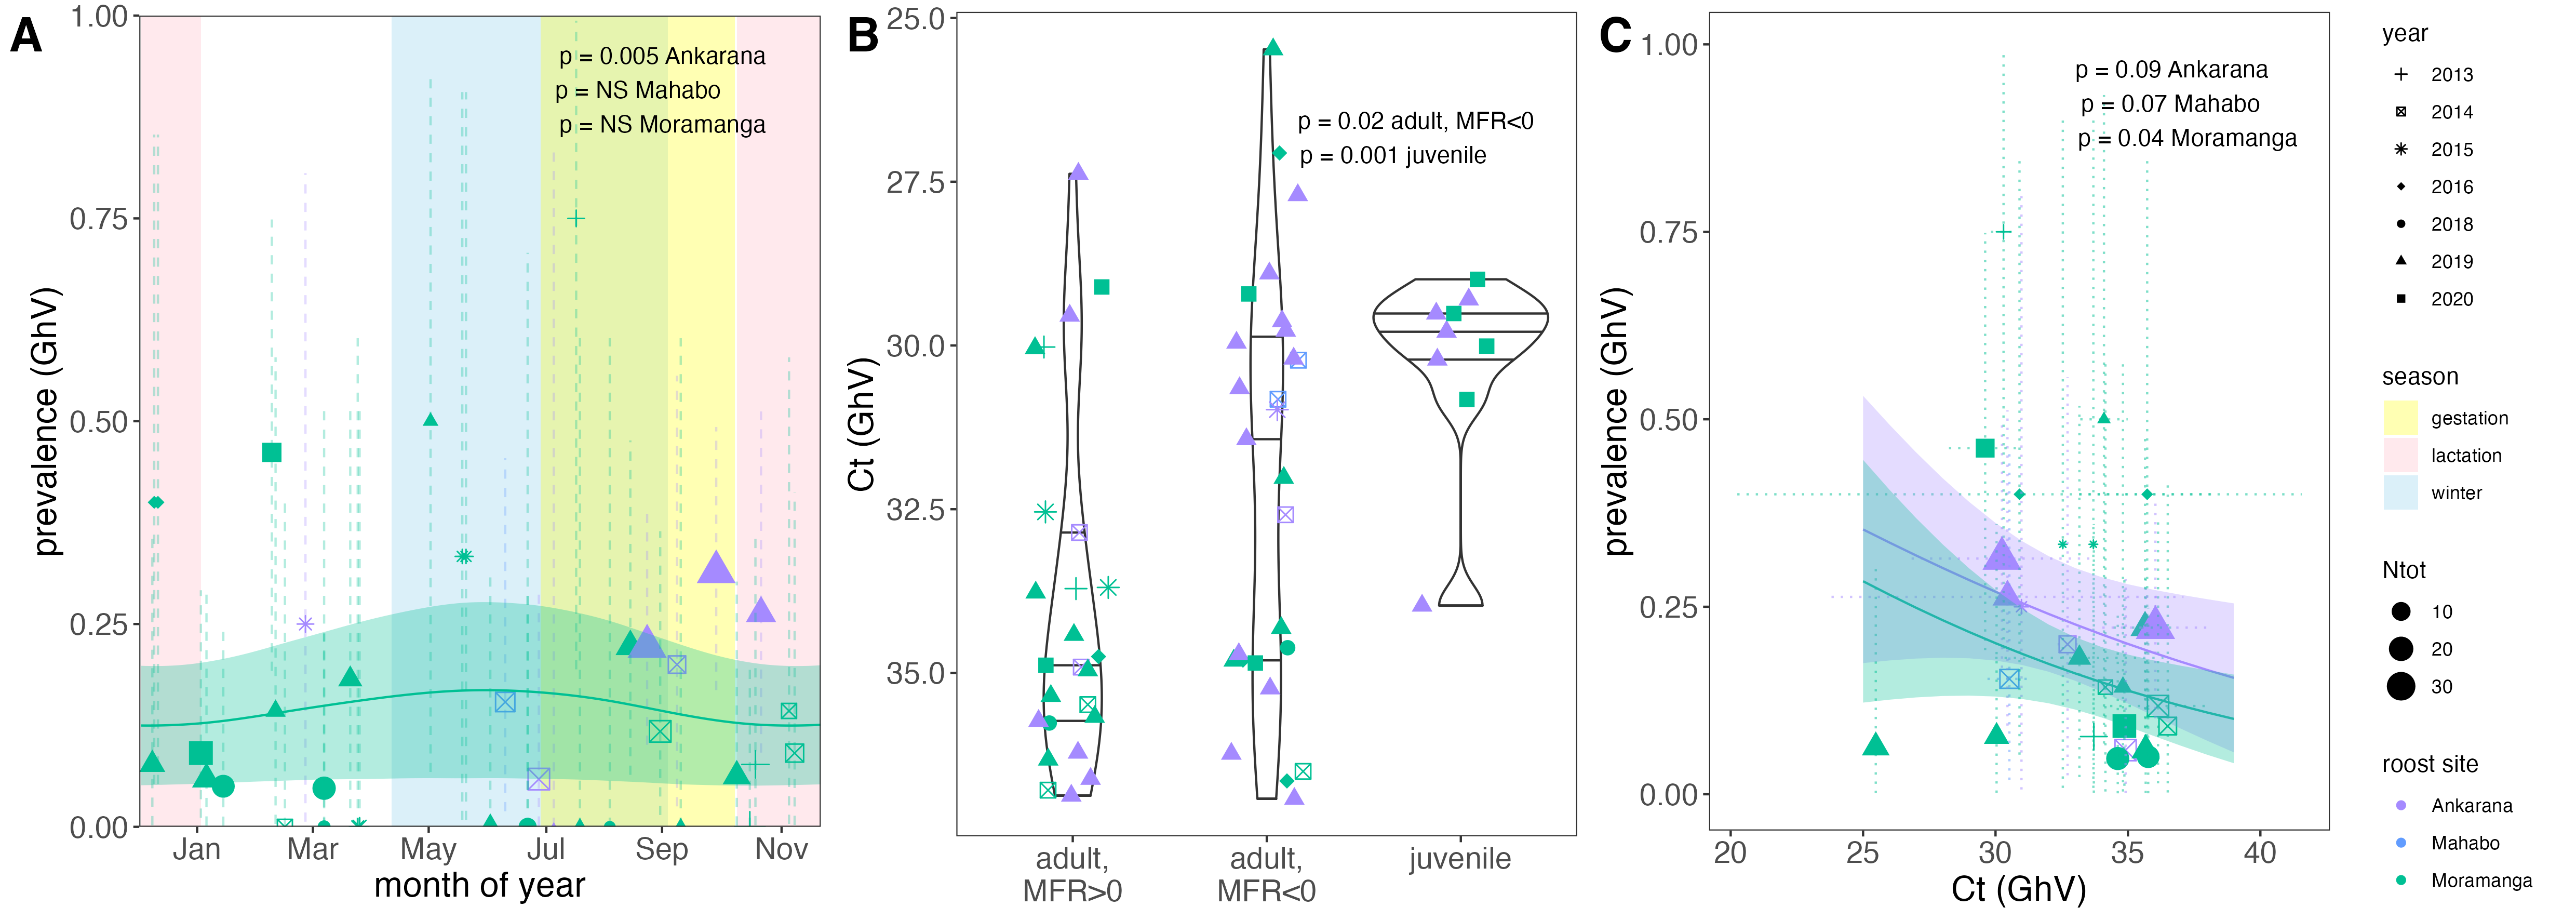 A
prevalence (GhV)
1.00
0.75
0.50
0.25
0.00
p = 0.005 Ankarana
p = NS Mahabo
p = NS Moramanga
Jan
Mar
May
Jul
Sep
Nov
month of year
B
Ct (GhV)
25.0
27.5
30.0
32.5
35.0
p = 0.02 adult, MFR<0
p = 0.001 juvenile
adult,
MFR>0
adult,
MFR<0
juvenile
C
prevalence (GhV)
1.00
0.75
0.50
0.25
0.00
p = 0.09 Ankarana
p = 0.07 Mahabo
p = 0.04 Moramanga
20
25
30
35
40
Ct (GhV)
year
2013
2014
2015
2016
2018
2019
2020
season
gestation
lactation
winter
Ntot
10
20
30
roost site
Ankarana
Mahabo
Moramanga